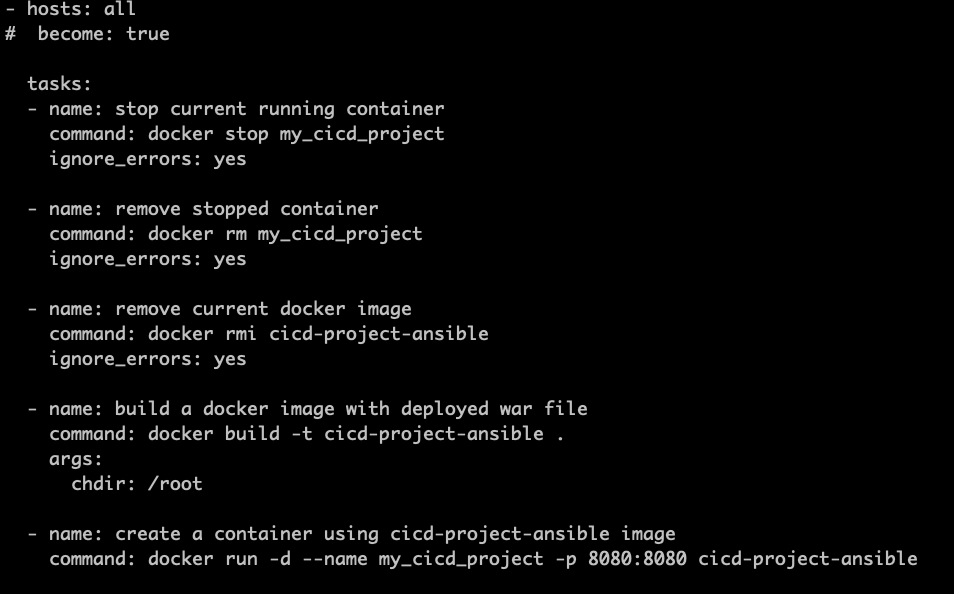 - hosts: all
#  become: true
  tasks:
  - name: stop current running container
    command: docker stop my_cicd_project
    ignore_errors: yes
  - name: remove stopped container
    command: docker rm my_cicd_project
    ignore_errors: yes
  - name: remove current docker image
    command: docker rmi cicd-project-ansible
    ignore_errors: yes
  - name: build a docker image with deployed war file
    command: docker build -t cicd-project-ansible .
    args:
      chdir: /root
  - name: create a container using cicd-project-ansible image
    command: docker run -d --name my_cicd_project -p 8080:8080 cicd-project-ansible